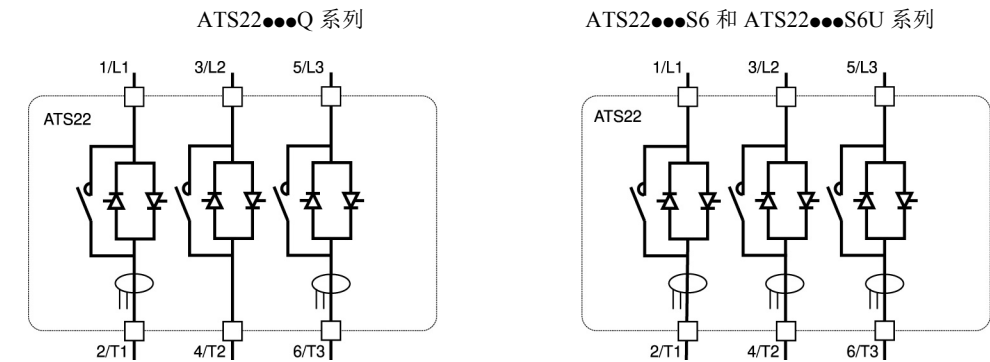 ATS22●●●Q 系列
ATS22●●●S6 和 ATS22●●●S6U 系列
1/L1 3/L2 5/L3
ATS22
2/T1 4/T2 6/T3
1/L1 3/L2 5/L3
ATS22
2/T1 4/T2 6/T3